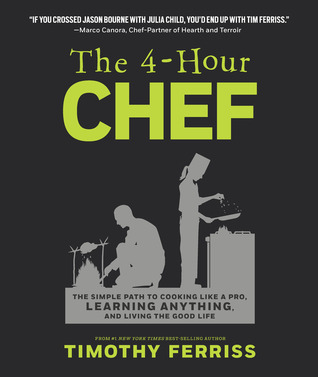 “IF YOU CROSSED JASON BOURNE WITH JULIA CHILD, YOU'D END UP WITH TIM FERRISS.”
—Marco Canora, Chef-Partner of Hearth and Terroir
The 4-Hour
CHEF
THE SIMPLE PATH TO COOKING LIKE A PRO,
LEARNING ANYTHING,
AND LIVING THE GOOD LIFE
FROM #1 NEW YORK TIMES BEST-SELLING AUTHOR
TIMOTHY FERRISS